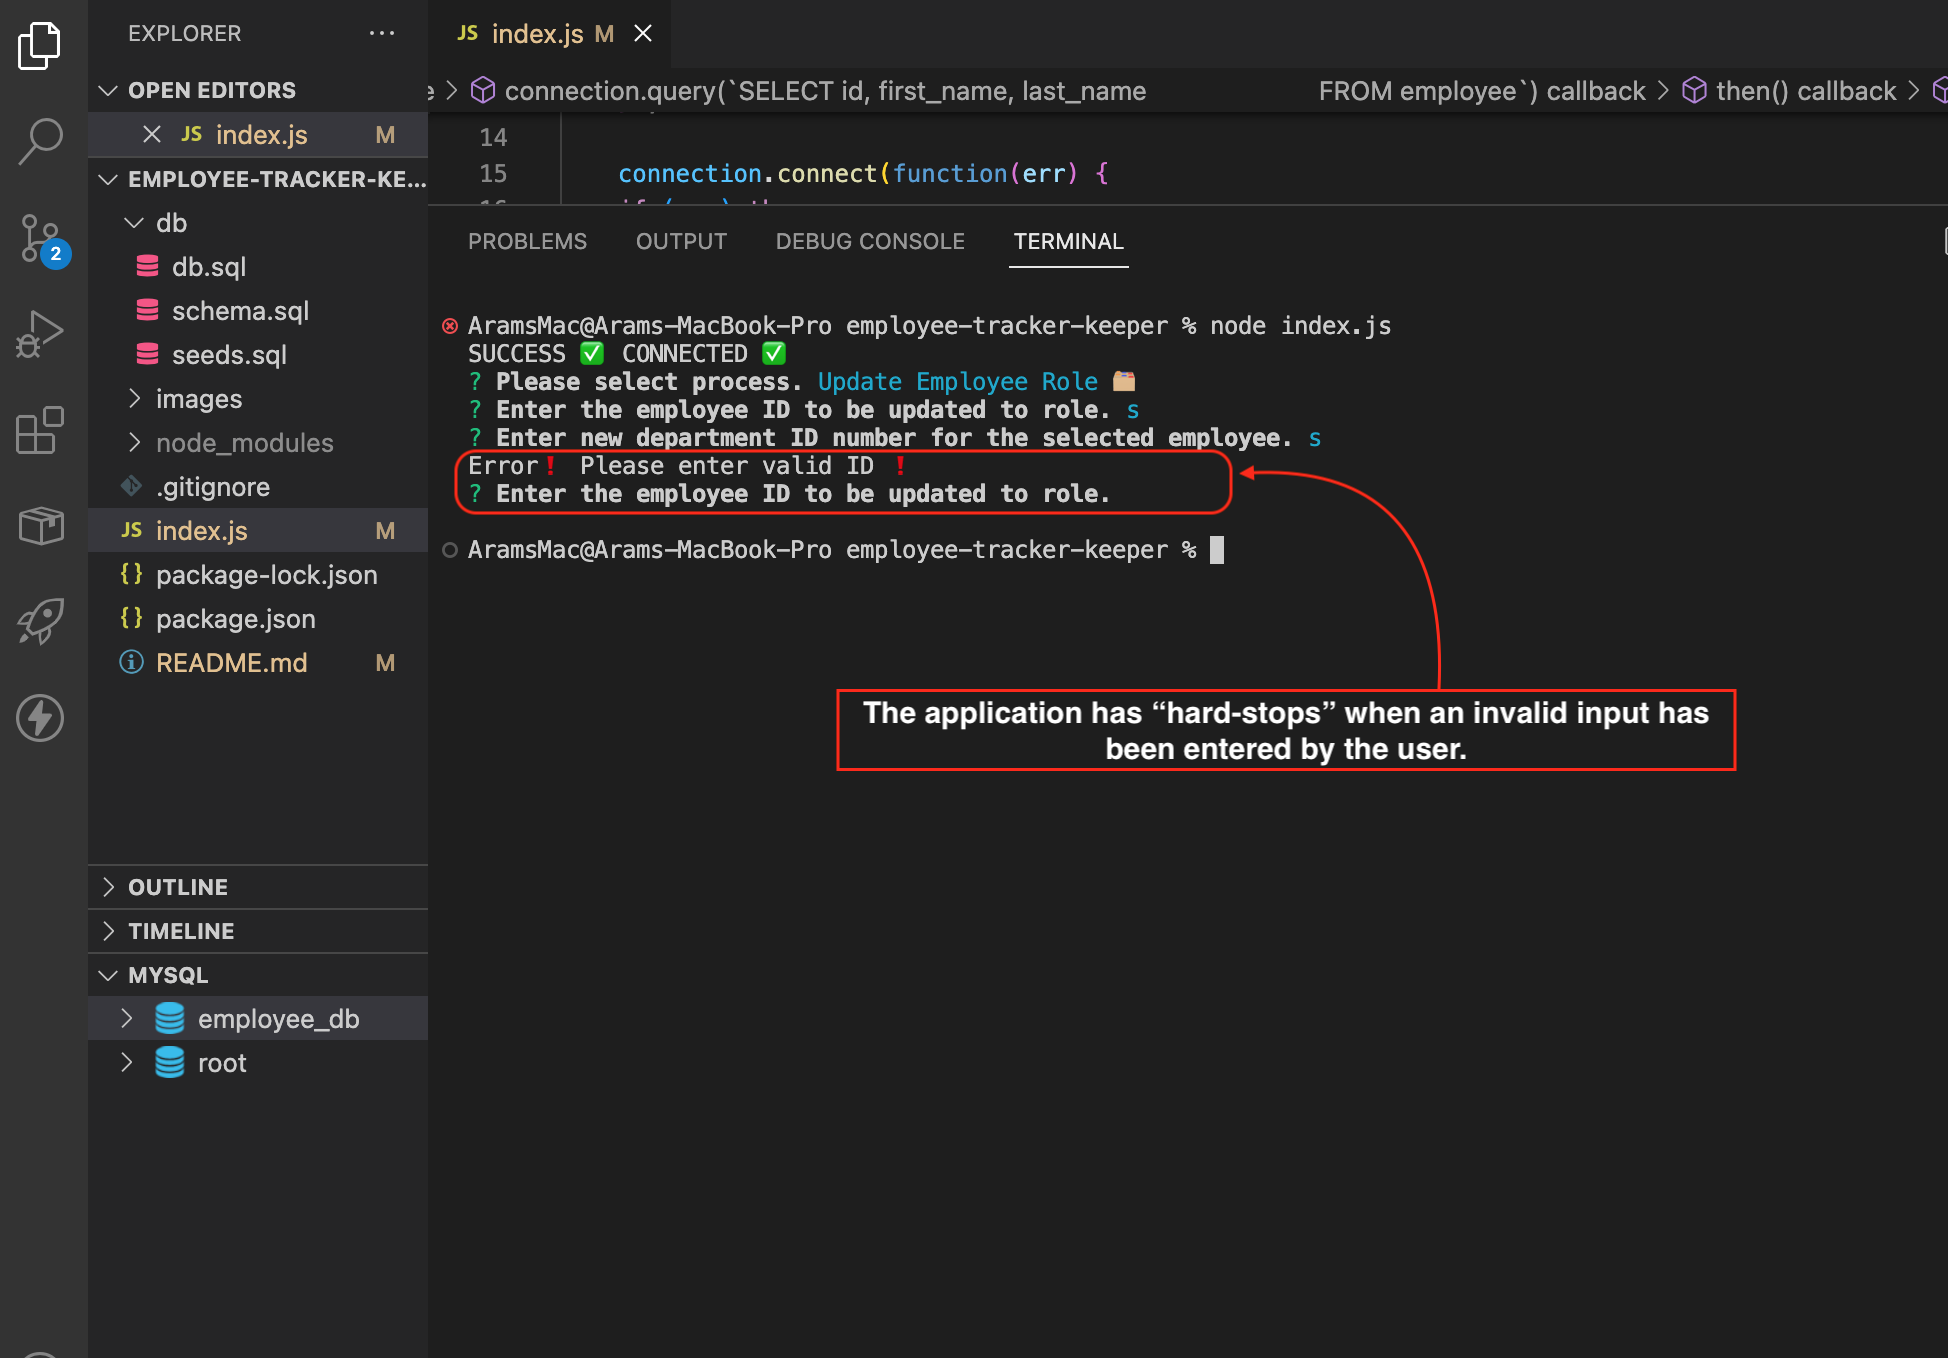 EXPLORER ···
OPEN EDITORS
JS index.js M
EMPLOYEE-TRACKER-KE...
db
db.sql
schema.sql
seeds.sql
images
node_modules
.gitignore
JS index.js M
{} package-lock.json
{} package.json
README.md M
OUTLINE
TIMELINE
MYSQL
employee_db
root
2
JS index.js M
e > connection.query(`SELECT id, first_name, last_name FROM employee`) callback > then() callback >
14
15 connection.connect(function(err) {
PROBLEMS OUTPUT DEBUG CONSOLE TERMINAL
AramsMac@Arams-MacBook-Pro employee-tracker-keeper % node index.js
SUCCESS ✅ CONNECTED ✅
? Please select process. Update Employee Role 🗂️
? Enter the employee ID to be updated to role. s
? Enter new department ID number for the selected employee. s
Error❗ Please enter valid ID ❗
? Enter the employee ID to be updated to role.
AramsMac@Arams-MacBook-Pro employee-tracker-keeper %
The application has “hard-stops” when an invalid input has
been entered by the user.